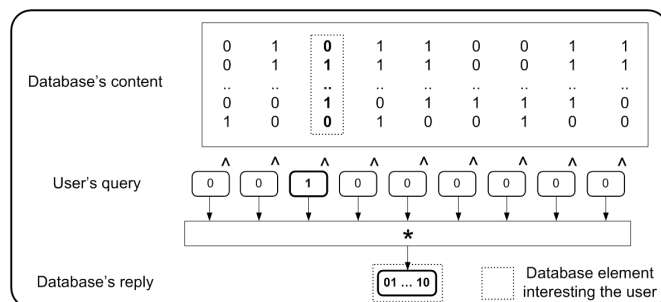 0 1 0 1 1 0 0 1 1
0 1 1 1 1 0 0 1 1
Database's content
.. .. .. .. .. .. .. .. ..
0 0 1 0 1 1 1 1 0
1 0 0 1 0 0 1 0 0
^ ^ ^ ^ ^ ^ ^ ^ ^
User's query
0 0 1 0 0 0 0 0 0
*
Database's reply
01 ... 10
Database element
interesting the user